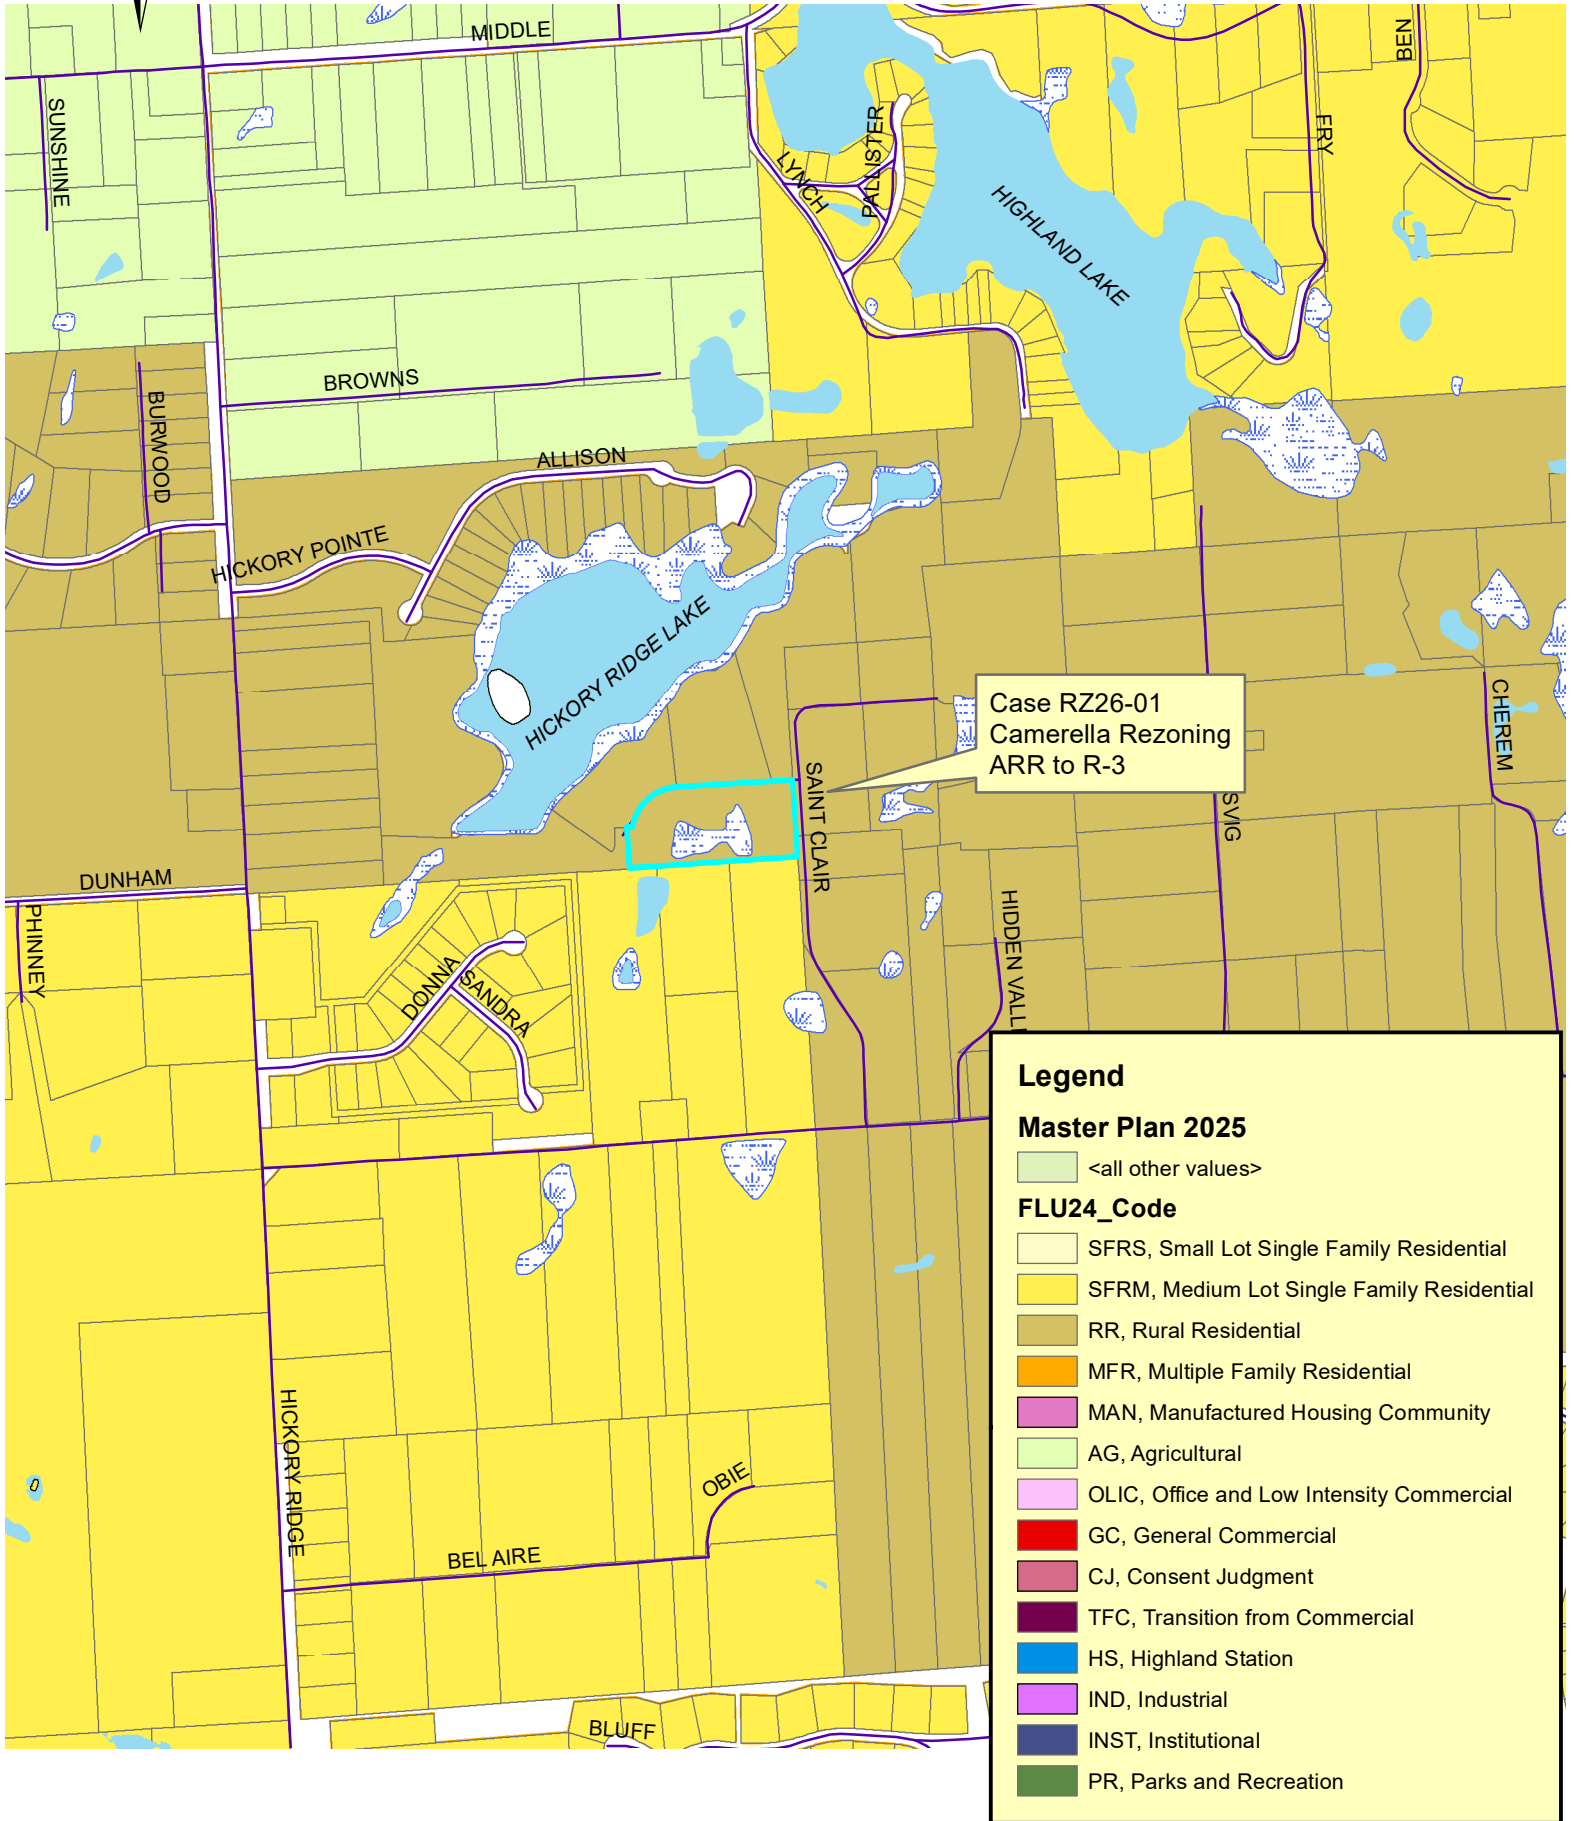 MIDDLE
BEN
SUNSHINE
PALLISTER
FRY
LYNCH
HIGHLAND LAKE
BROWNS
BURWOOD
ALLISON
HICKORY POINTE
HICKORY RIDGE LAKE
Case RZ26-01
Camerella Rezoning
ARR to R-3
CHEREM
SAINT CLAIR
SVIG
DUNHAM
PHINNEY
HIDDEN VALL
DONNA
SANDRA
HICKORY RIDGE
OBIE
BEL AIRE
BLUFF
Legend
Master Plan 2025
<all other values>
FLU24_Code
SFRS, Small Lot Single Family Residential
SFRM, Medium Lot Single Family Residential
RR, Rural Residential
MFR, Multiple Family Residential
MAN, Manufactured Housing Community
AG, Agricultural
OLIC, Office and Low Intensity Commercial
GC, General Commercial
CJ, Consent Judgment
TFC, Transition from Commercial
HS, Highland Station
IND, Industrial
INST, Institutional
PR, Parks and Recreation